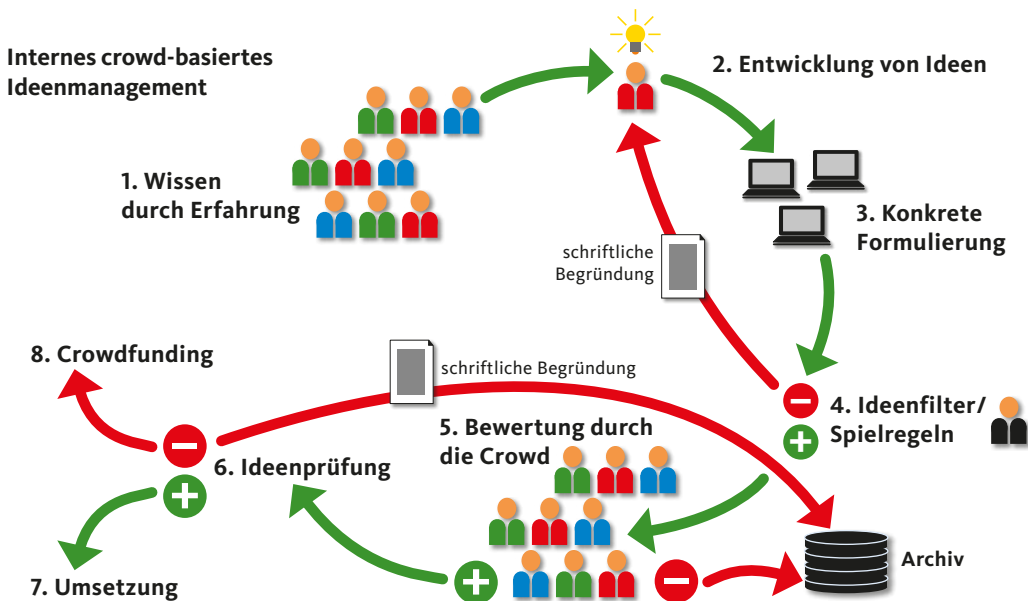 Internes crowd-basiertes
Ideenmanagement
1. Wissen
durch Erfahrung
2. Entwicklung von Ideen
3. Konkrete
Formulierung
schriftliche
Begründung
4. Ideenfilter/
Spielregeln
8. Crowdfunding
schriftliche Begründung
5. Bewertung durch
die Crowd
6. Ideenprüfung
7. Umsetzung
Archiv